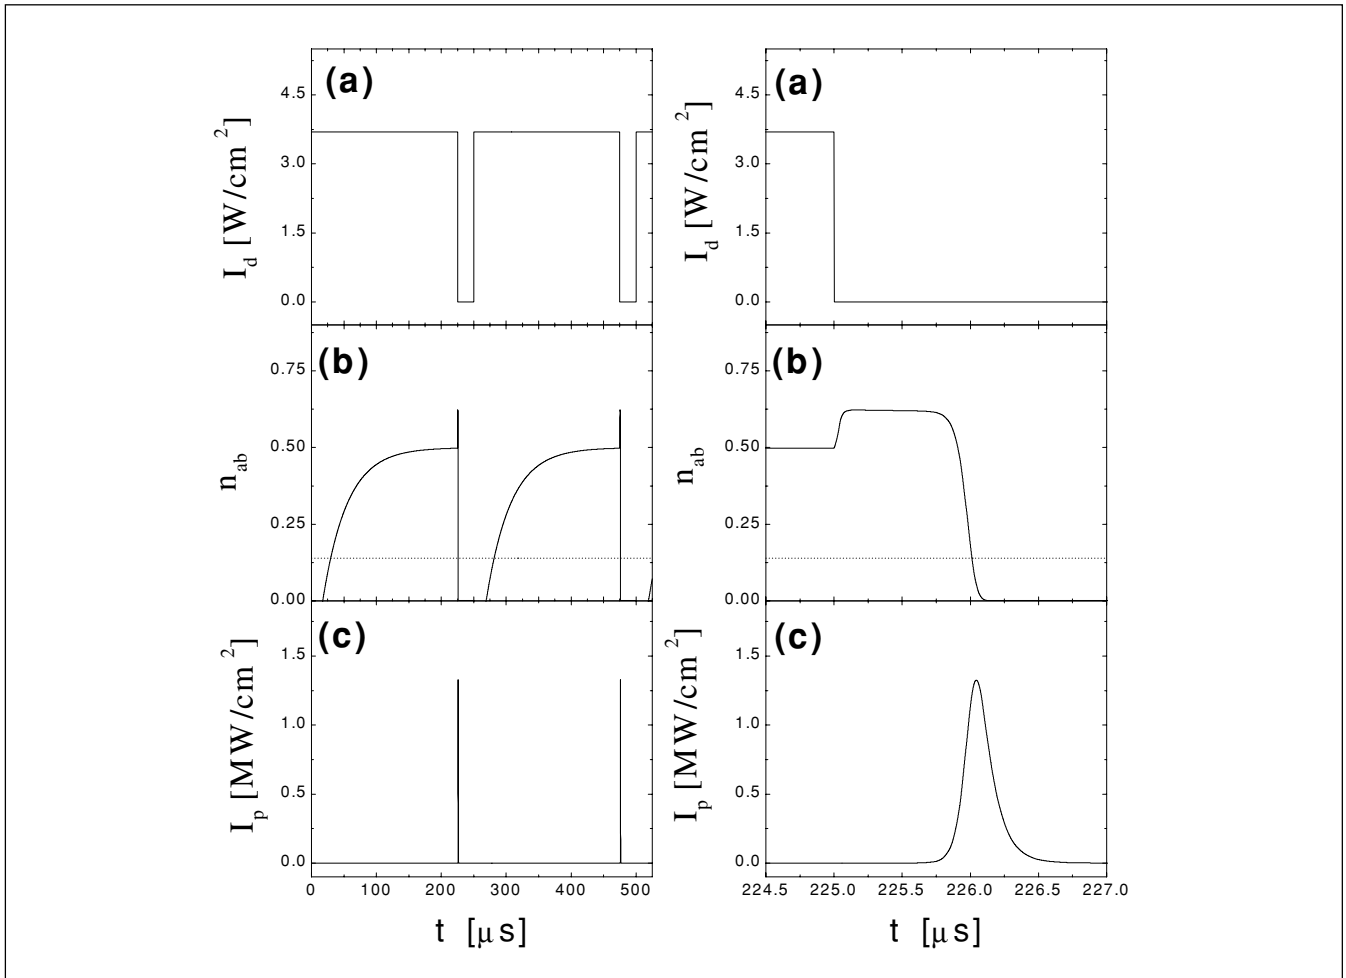 (a)
4.5
3.0
1.5
0.0
I_d [W/cm^2]
(b)
0.75
0.50
0.25
0.00
n_ab
(c)
1.5
1.0
0.5
0.0
I_p [MW/cm^2]
0 100 200 300 400 500
t [μs]
(a)
4.5
3.0
1.5
0.0
I_d [W/cm^2]
(b)
0.75
0.50
0.25
0.00
n_ab
(c)
1.5
1.0
0.5
0.0
I_p [MW/cm^2]
224.5 225.0 225.5 226.0 226.5 227.0
t [μs]